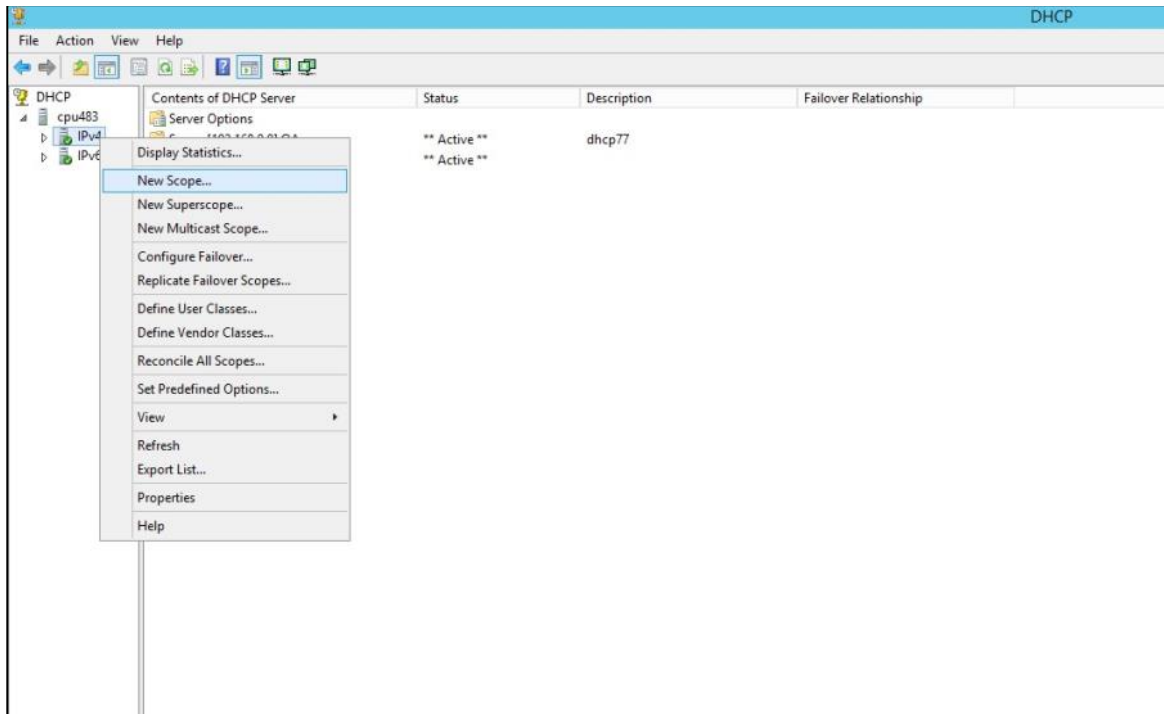 DHCP
File Action View Help
DHCP
cpu483
IPv4
IPv6
Contents of DHCP Server Status Description Failover Relationship
Server Options
** Active ** dhcp77
** Active **
Display Statistics...
New Scope...
New Superscope...
New Multicast Scope...
Configure Failover...
Replicate Failover Scopes...
Define User Classes...
Define Vendor Classes...
Reconcile All Scopes...
Set Predefined Options...
View
Refresh
Export List...
Properties
Help